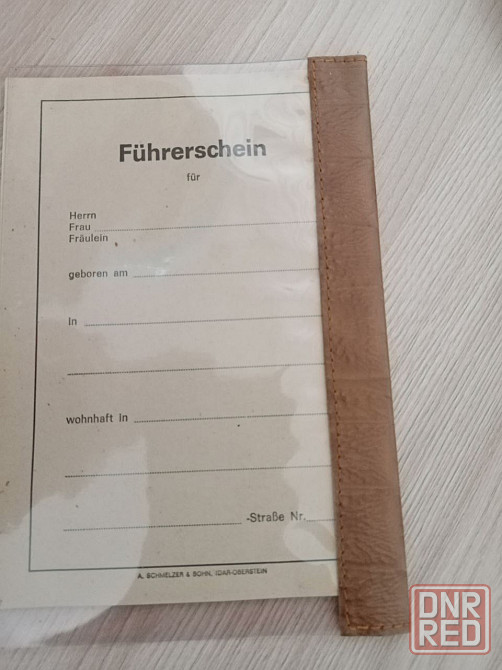 Führerschein
für
Herrn
Frau
Fräulein
geboren am
In
wohnhaft in
-Straße Nr.
A. SCHMELZER & SOHN, IDAR-OBERSTEIN
DNR
RED